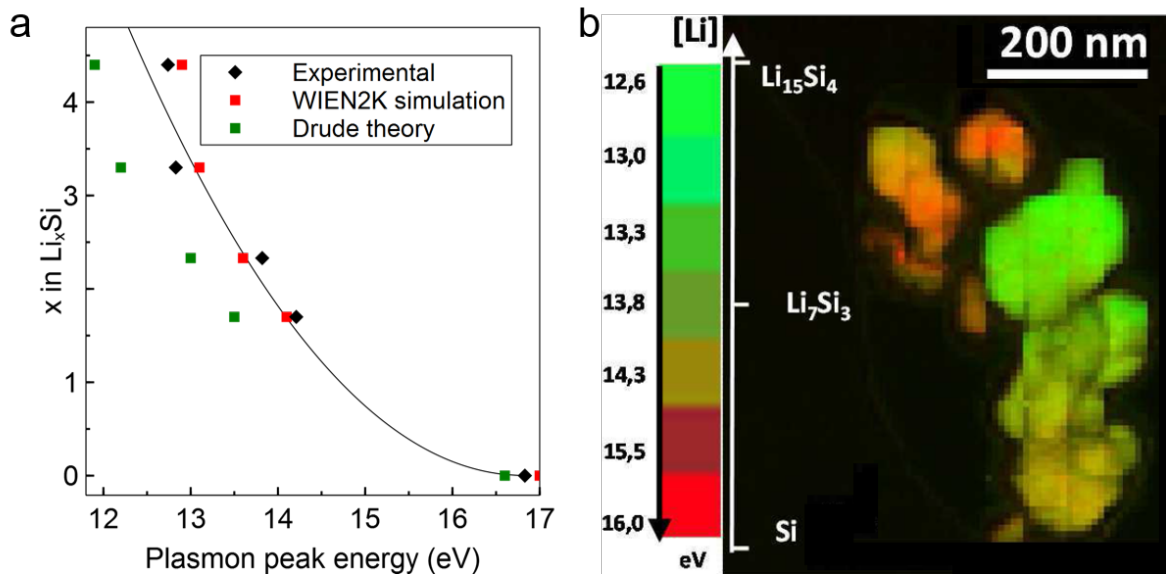 a
4
3
2
1
0
x in LiₓSi
12
13
14
15
16
17
Plasmon peak energy (eV)
Experimental
WIEN2K simulation
Drude theory
b
[Li]
12,6
13,0
13,3
13,8
14,3
15,5
16,0
eV
Li₁₅Si₄
Li₇Si₃
Si
200 nm